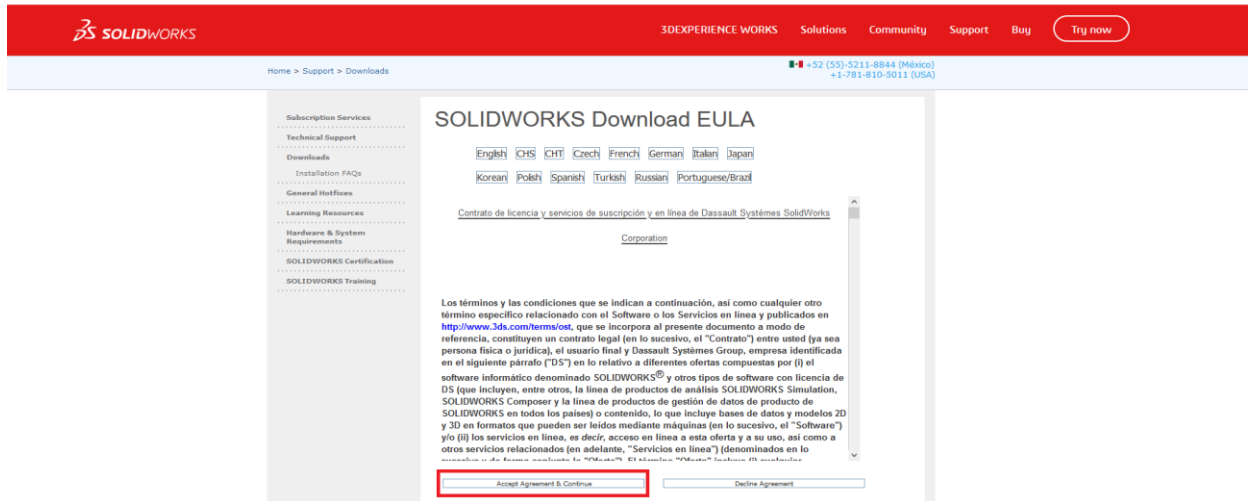 SOLIDWORKS
3DEXPERIENCE WORKS Solutions Community Support Buy Try now
Home > Support > Downloads
+52 (55)-5211-8844 (México)
+1-781-810-5011 (USA)
Subscription Services
Technical Support
Downloads
Installation FAQs
General Hotfixes
Learning Resources
Hardware & System
Requirements
SOLIDWORKS Certification
SOLIDWORKS Training
SOLIDWORKS Download EULA
English CHS CHT Czech French German Italian Japan
Korean Polish Spanish Turkish Russian Portuguese/Brazil
Contrato de licencia y servicios de suscripción y en línea de Dassault Systèmes SolidWorks
Corporation
Los términos y las condiciones que se indican a continuación, así como cualquier otro
término específico relacionado con el Software o los Servicios en línea y publicados en
http://www.3ds.com/terms/ost, que se incorpora al presente documento a modo de
referencia, constituyen un contrato legal (en lo sucesivo, el "Contrato") entre usted (ya sea
persona física o jurídica), el usuario final y Dassault Systèmes Group, empresa identificada
en el siguiente párrafo ("DS") en lo relativo a diferentes ofertas compuestas por (i) el
software informático denominado SOLIDWORKS® y otros tipos de software con licencia de
DS (que incluyen, entre otros, la línea de productos de análisis SOLIDWORKS Simulation,
SOLIDWORKS Composer y la línea de productos de gestión de datos de producto de
SOLIDWORKS en todos los países) o contenido, lo que incluye bases de datos y modelos 2D
y 3D en formatos que pueden ser leídos mediante máquinas (en lo sucesivo, el "Software")
y/o (ii) los servicios en línea, es decir, acceso en línea a esta oferta y a su uso, así como a
otros servicios relacionados (en adelante, "Servicios en línea") (denominados en lo
Accept Agreement & Continue
Decline Agreement